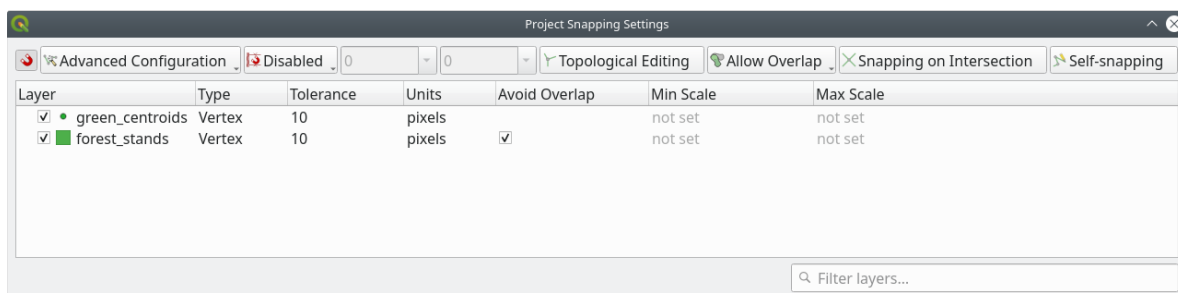 Project Snapping Settings
Advanced Configuration Disabled 0 0 Topological Editing Allow Overlap Snapping on Intersection Self-snapping
Layer Type Tolerance Units Avoid Overlap Min Scale Max Scale
green_centroids Vertex 10 pixels not set not set
forest_stands Vertex 10 pixels not set not set
Filter layers...